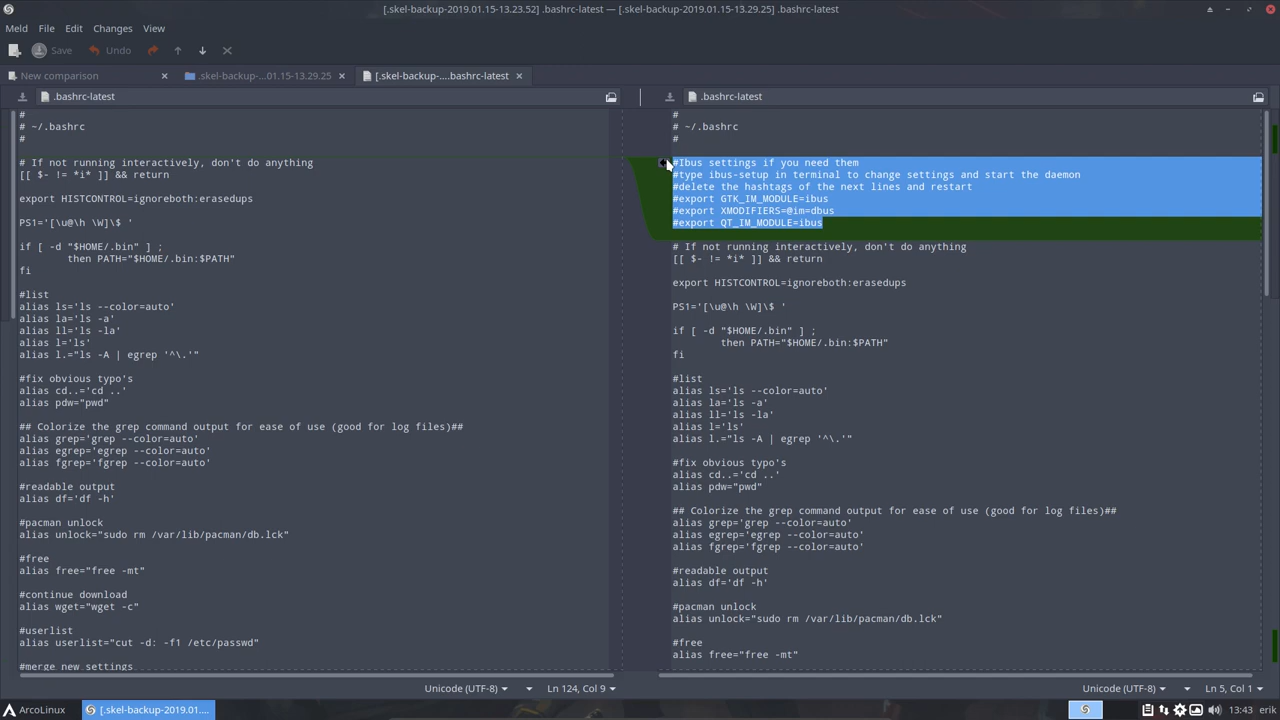 [.skel-backup-2019.01.15-13.23.52] .bashrc-latest — [.skel-backup-2019.01.15-13.29.25] .bashrc-latest
Meld File Edit Changes View
Save Undo
New comparison
.skel-backup-...01.15-13.29.25
[.skel-backup-....bashrc-latest
.bashrc-latest
#
# ~/.bashrc
#
# If not running interactively, don't do anything
[[ $- != *i* ]] && return
export HISTCONTROL=ignoreboth:erasedups
PS1='[\u@\h \W]\$ '
if [ -d "$HOME/.bin" ] ;
then PATH="$HOME/.bin:$PATH"
fi
#list
alias ls='ls --color=auto'
alias la='ls -a'
alias ll='ls -la'
alias l='ls'
alias l.="ls -A | egrep '^\.'"
#fix obvious typo's
alias cd..='cd ..'
alias pdw="pwd"
## Colorize the grep command output for ease of use (good for log files)##
alias grep='grep --color=auto'
alias egrep='egrep --color=auto'
alias fgrep='fgrep --color=auto'
#readable output
alias df='df -h'
#pacman unlock
alias unlock="sudo rm /var/lib/pacman/db.lck"
#free
alias free="free -mt"
#continue download
alias wget="wget -c"
#userlist
alias userlist="cut -d: -f1 /etc/passwd"
#merge new settings
Unicode (UTF-8) Ln 124, Col 9
.bashrc-latest
#
# ~/.bashrc
#
#Ibus settings if you need them
#type ibus-setup in terminal to change settings and start the daemon
#delete the hashtags of the next lines and restart
#export GTK_IM_MODULE=ibus
#export XMODIFIERS=@im=dbus
#export QT_IM_MODULE=ibus
# If not running interactively, don't do anything
[[ $- != *i* ]] && return
export HISTCONTROL=ignoreboth:erasedups
PS1='[\u@\h \W]\$ '
if [ -d "$HOME/.bin" ] ;
then PATH="$HOME/.bin:$PATH"
fi
#list
alias ls='ls --color=auto'
alias la='ls -a'
alias ll='ls -la'
alias l='ls'
alias l.="ls -A | egrep '^\.'"
#fix obvious typo's
alias cd..='cd ..'
alias pdw="pwd"
## Colorize the grep command output for ease of use (good for log files)##
alias grep='grep --color=auto'
alias egrep='egrep --color=auto'
alias fgrep='fgrep --color=auto'
#readable output
alias df='df -h'
#pacman unlock
alias unlock="sudo rm /var/lib/pacman/db.lck"
#free
alias free="free -mt"
Unicode (UTF-8) Ln 5, Col 1
ArcoLinux [.skel-backup-2019.01.... 13:43 erik